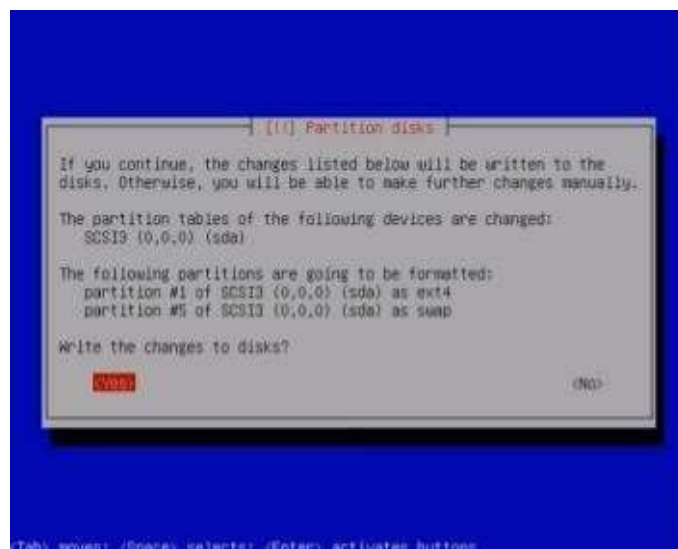 [!!] Partition disks
If you continue, the changes listed below will be written to the
disks. Otherwise, you will be able to make further changes manually.
The partition tables of the following devices are changed:
SCSI3 (0,0,0) (sda)
The following partitions are going to be formatted:
partition #1 of SCSI3 (0,0,0) (sda) as ext4
partition #5 of SCSI3 (0,0,0) (sda) as swap
Write the changes to disks?
<Yes>
<No>
<Tab> moves; <Space> selects; <Enter> activates buttons